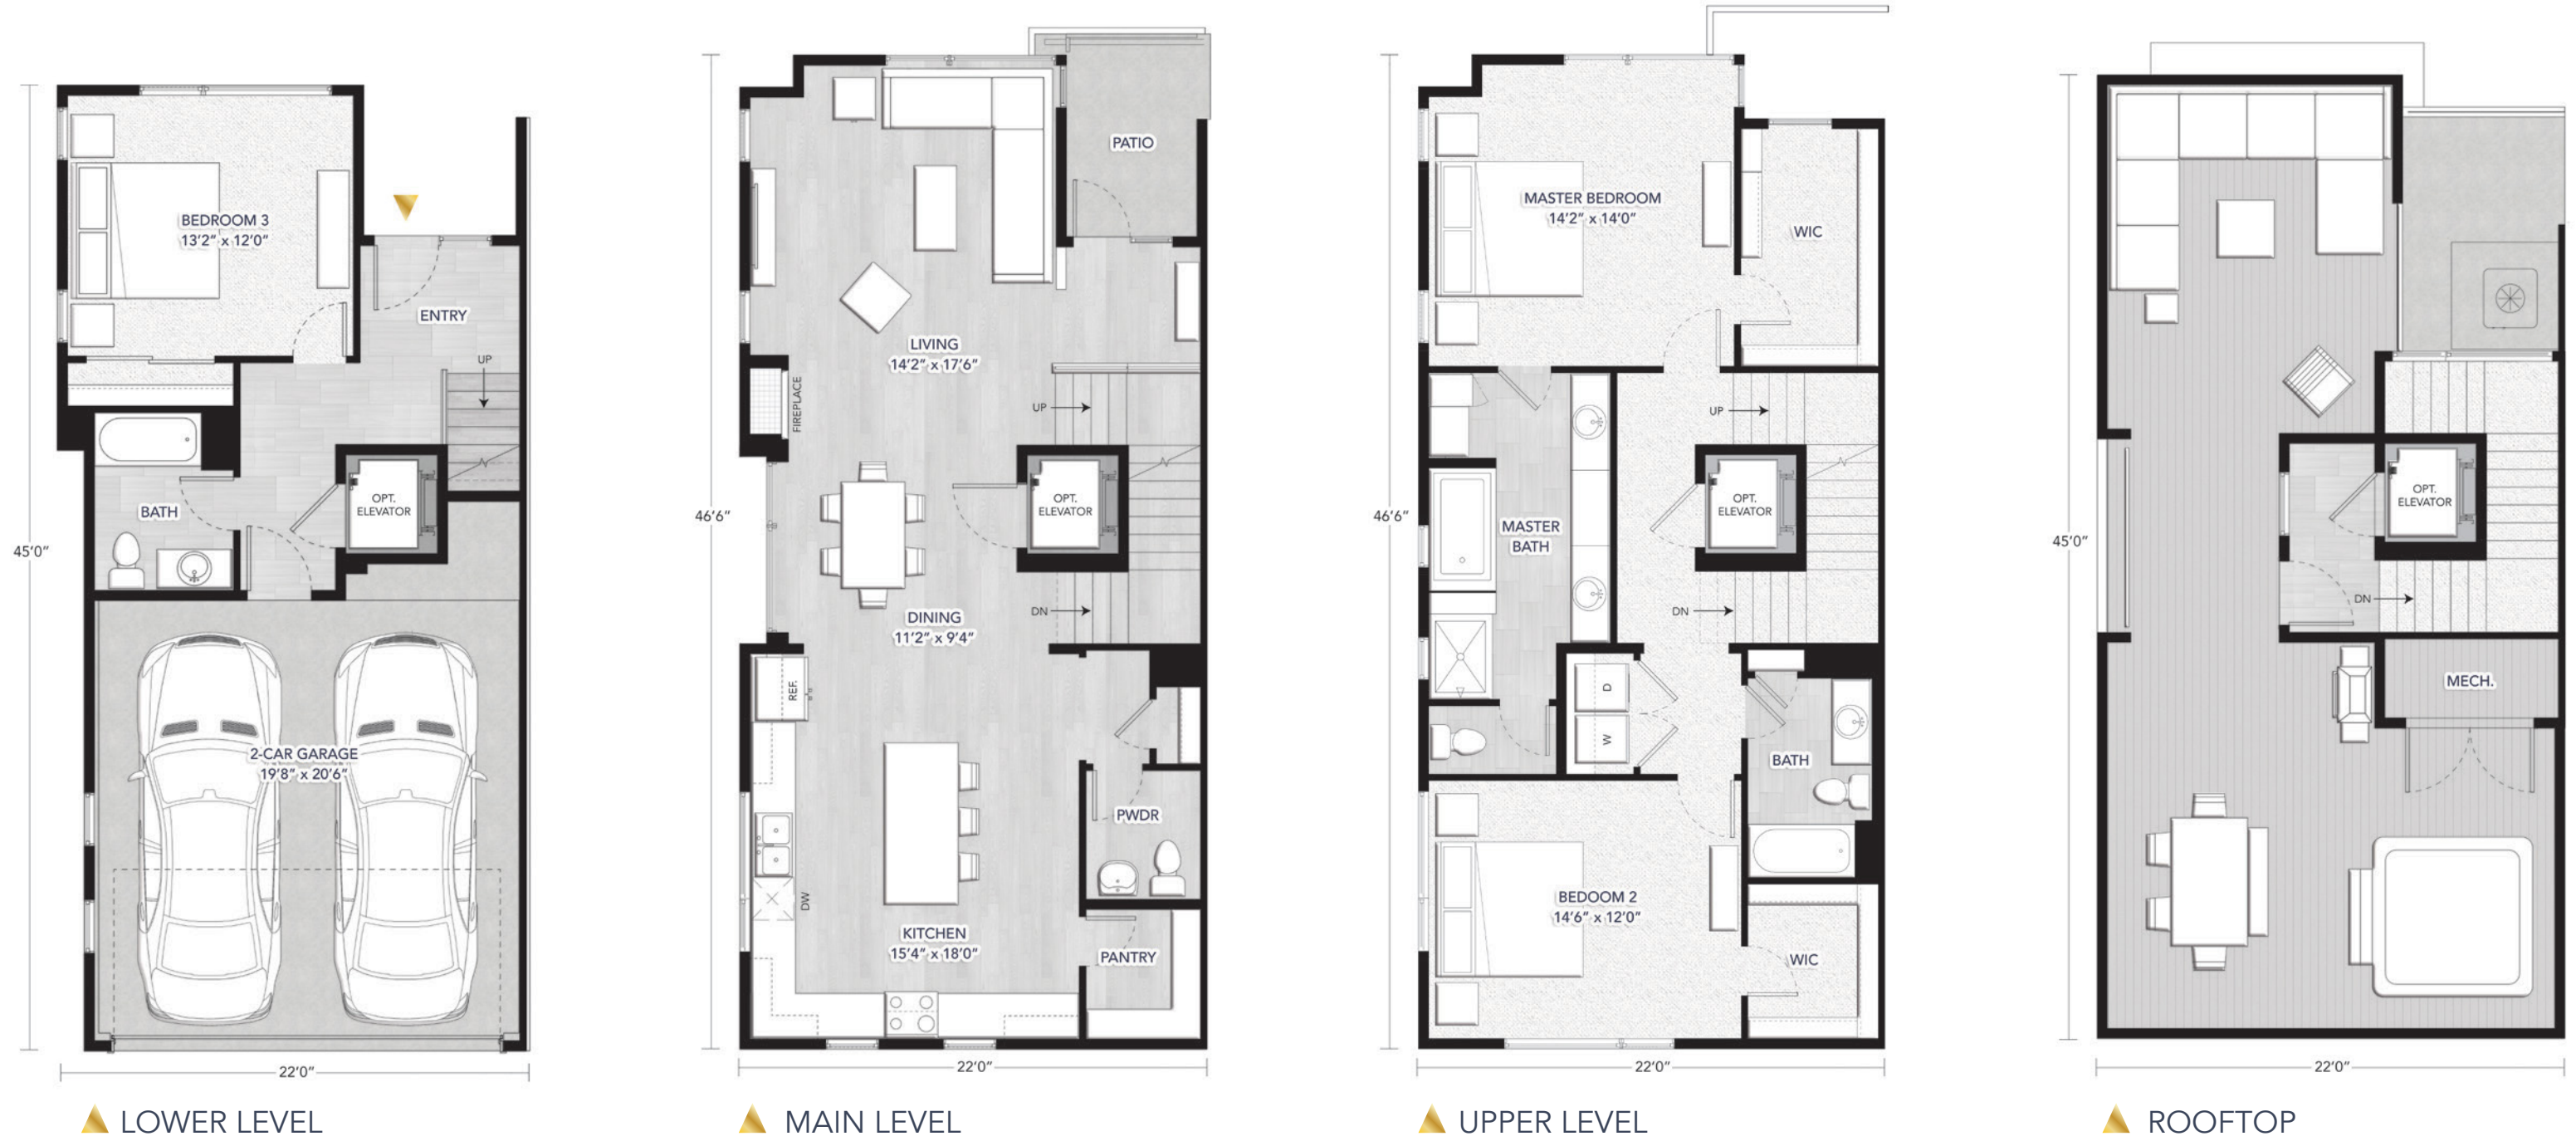 BEDROOM 3
13'2" x 12'0"
ENTRY
UP
OPT.
ELEVATOR
BATH
45'0"
2-CAR GARAGE
19'8" x 20'6"
22'0"
LOWER LEVEL
PATIO
LIVING
14'2" x 17'6"
FIREPLACE
UP
OPT.
ELEVATOR
46'6"
DN
DINING
11'2" x 9'4"
REF.
PWDR
DW
KITCHEN
15'4" x 18'0"
PANTRY
22'0"
MAIN LEVEL
MASTER BEDROOM
14'2" x 14'0"
WIC
UP
OPT.
ELEVATOR
46'6"
MASTER
BATH
DN
D
W
BATH
BEDOOM 2
14'6" x 12'0"
WIC
22'0"
UPPER LEVEL
OPT.
ELEVATOR
45'0"
DN
MECH.
22'0"
ROOFTOP